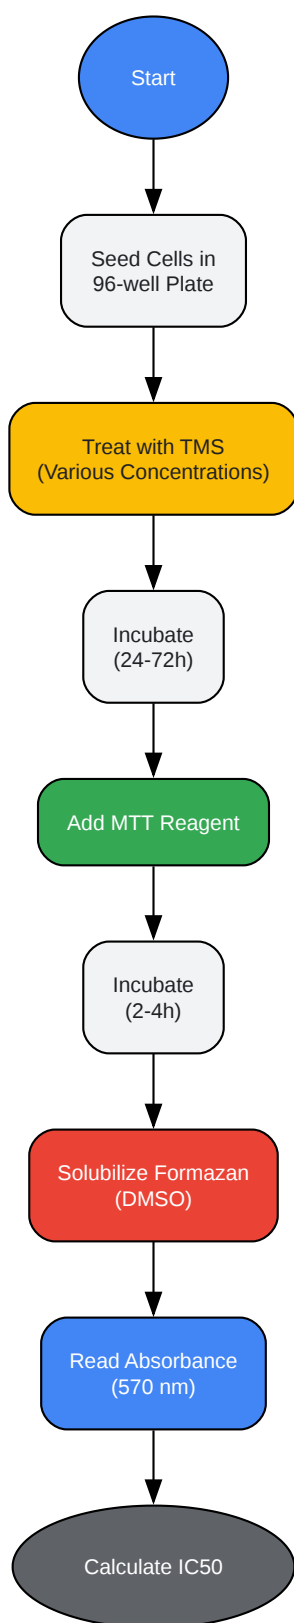 Start
Seed Cells in
96-well Plate
Treat with TMS
(Various Concentrations)
Incubate
(24-72h)
Add MTT Reagent
Incubate
(2-4h)
Solubilize Formazan
(DMSO)
Read Absorbance
(570 nm)
Calculate IC50